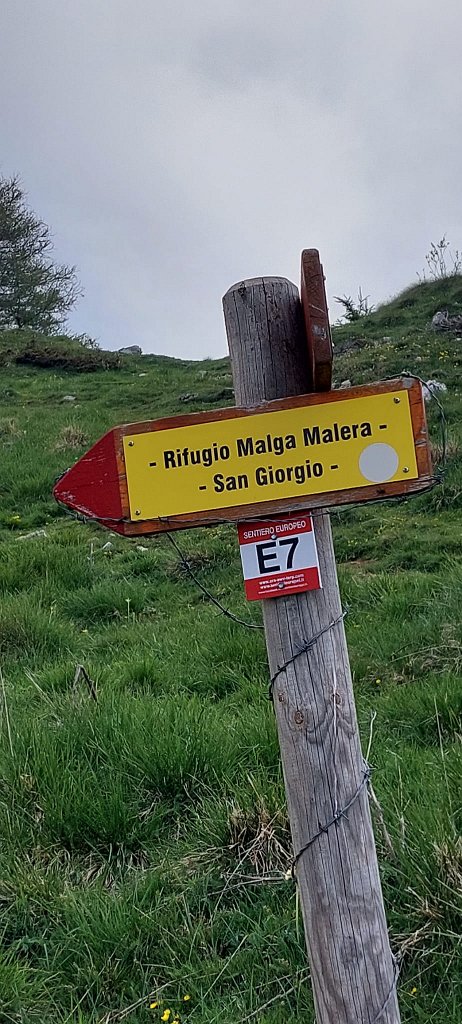 - Rifugio Malga Malera -
- San Giorgio -
SENTIERO EUROPEO
E7